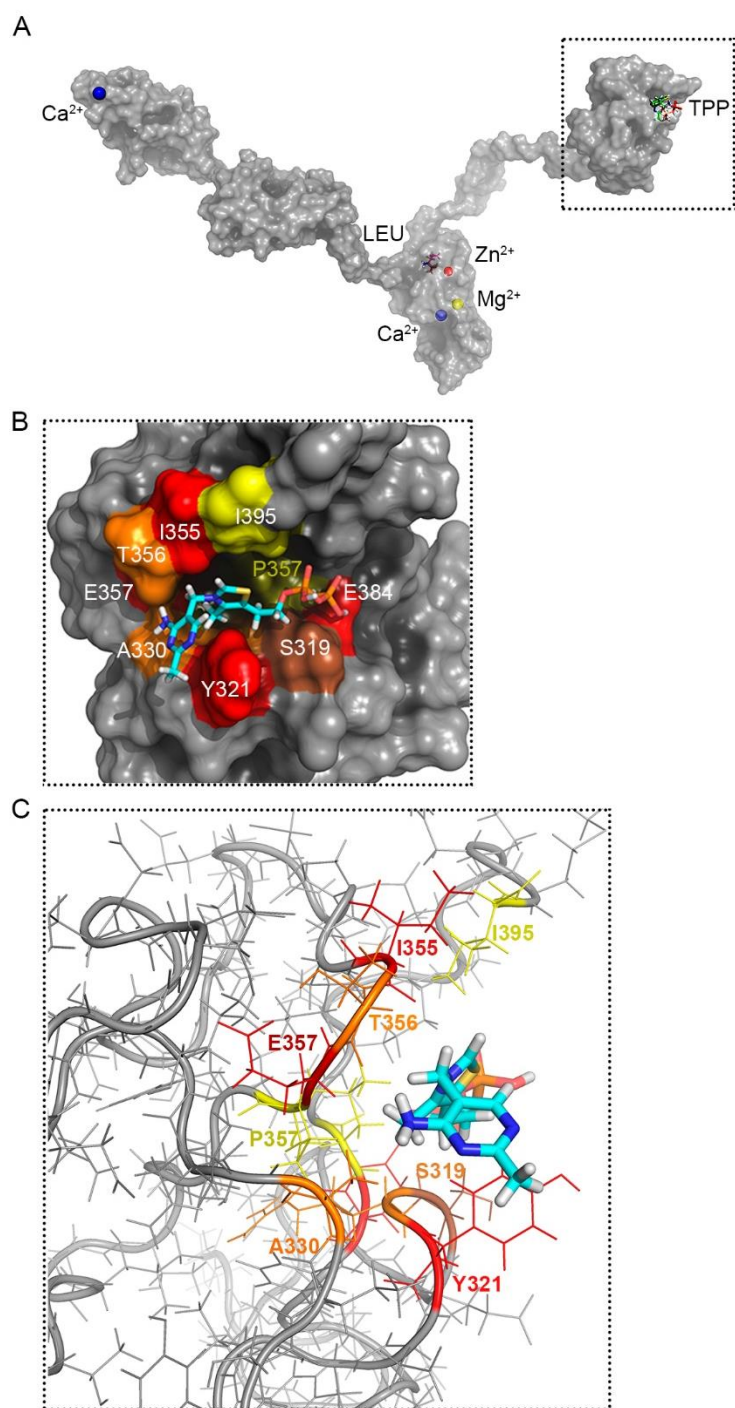 A
Ca²⁺
TPP
LEU
Zn²⁺
Mg²⁺
Ca²⁺
B
I395
I355
T356
P357
E357
E384
A330
S319
Y321
C
I355
I395
T356
E357
P357
S319
A330
Y321